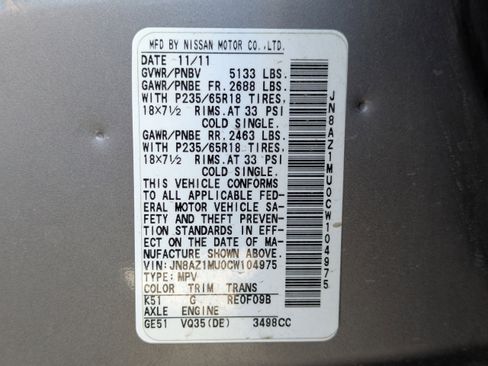 MFD BY NISSAN MOTOR CO.,LTD.
DATE 11/11
GVWR/PNBV 5133 LBS.
GAWR/PNBE FR. 2688 LBS.
WITH P235/65R18 TIRES,
18×7½ RIMS. AT 33 PSI
COLD SINGLE.
GAWR/PNBE RR. 2463 LBS.
WITH P235/65R18 TIRES,
18×7½ RIMS. AT 33 PSI
COLD SINGLE.
THIS VEHICLE CONFORMS
TO ALL APPLICABLE FED-
ERAL MOTOR VEHICLE SA-
FETY AND THEFT PREVEN-
TION STANDARDS IN EFF-
ECT ON THE DATE OF MA-
NUFACTURE SHOWN ABOVE.
VIN: JN8AZ1MU0CW104975
TYPE: MPV
COLOR TRIM TRANS
K51 G RE0F09B
AXLE ENGINE
GE51 VQ35(DE) 3498CC
JN8AZ1MU0CW104975